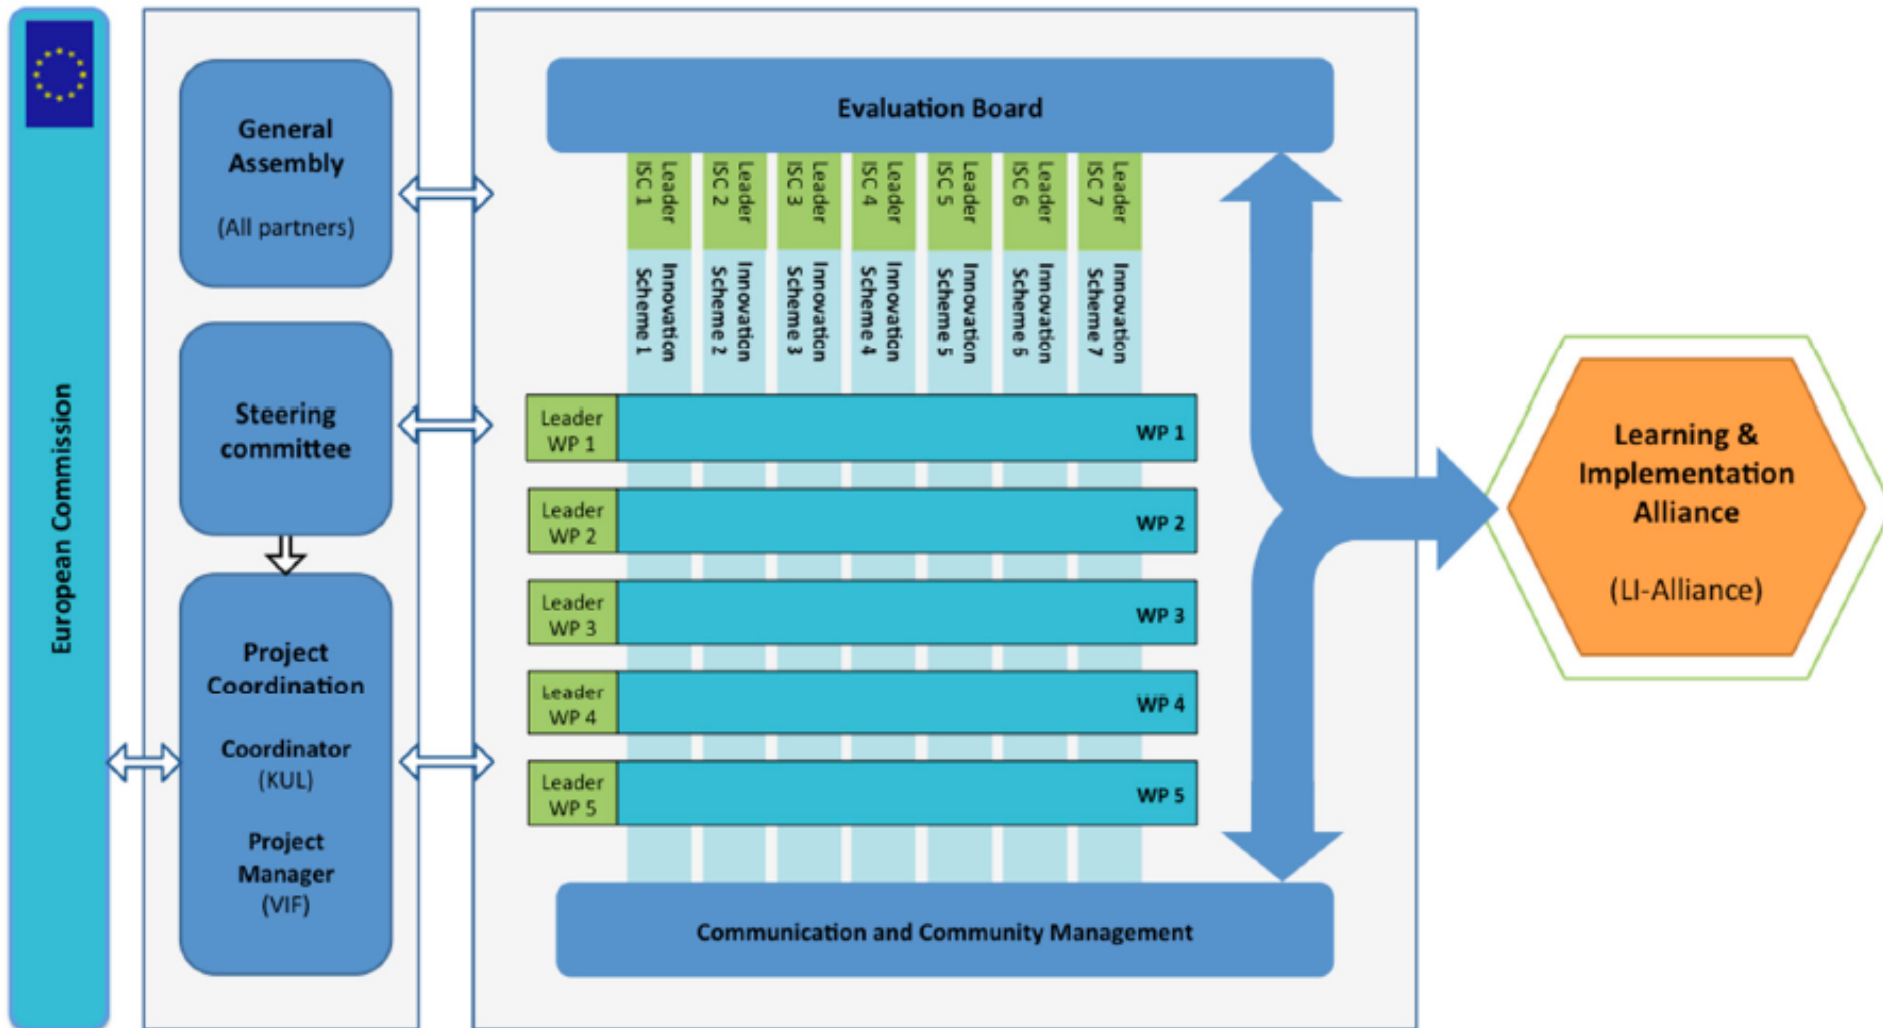 European Commission
General
Assembly
(All partners)
Steering
committee
Project
Coordination
Coordinator
(KUL)
Project
Manager
(VIF)
Evaluation Board
Leader
ISC 1
Leader
ISC 2
Leader
ISC 3
Leader
ISC 4
Leader
ISC 5
Leader
ISC 6
Leader
ISC 7
Innovation
Scheme 1
Innovation
Scheme 2
Innovation
Scheme 3
Innovation
Scheme 4
Innovation
Scheme 5
Innovation
Scheme 6
Innovation
Scheme 7
Leader
WP 1
WP 1
Leader
WP 2
WP 2
Leader
WP 3
WP 3
Leader
WP 4
WP 4
Leader
WP 5
WP 5
Communication and Community Management
Learning &
Implementation
Alliance
(LI-Alliance)